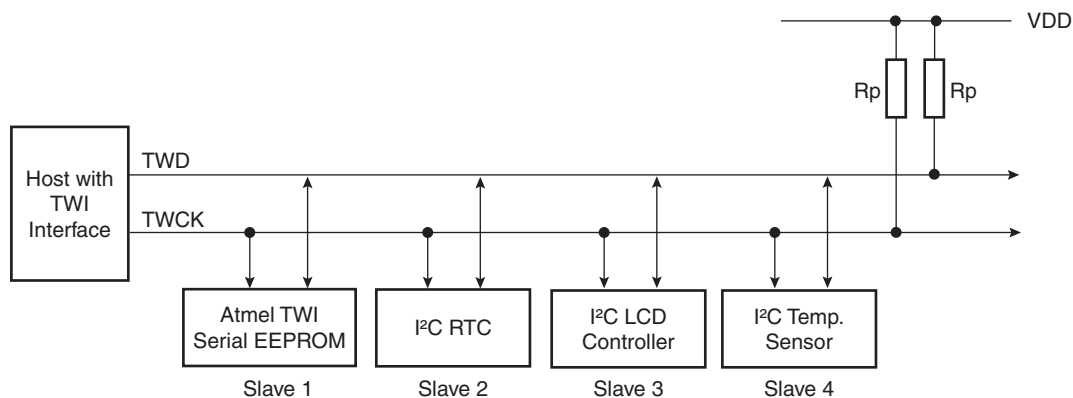 VDD
Rp Rp
Host with
TWI
Interface
TWD
TWCK
Atmel TWI
Serial EEPROM
Slave 1
I²C RTC
Slave 2
I²C LCD
Controller
Slave 3
I²C Temp.
Sensor
Slave 4